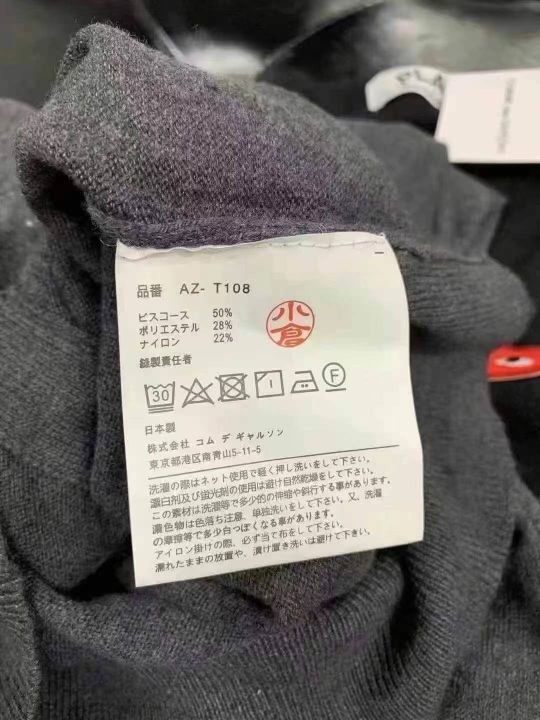 PLA
品番 AZ- T108
ビスコース 50%
ポリエステル 28%
ナイロン 22%
小倉
縫製責任者
30
F
日本製
株式会社 コム デ ギャルソン
東京都港区南青山5-11-5
洗濯の際はネット使用で軽く押し洗いをして下さい。
漂白剤及び蛍光剤の使用は避け自然乾燥をして下さい。
この素材は洗濯等で多少的の伸縮や斜行する事があります。
濃色物は色落ち注意、単独洗いをして下さい。又、洗濯
の摩擦等で多少白っぽくなる事があります。
アイロン掛けの際、必ず当て布をして下さい。
濡れたままの放置や、漬け置き洗いは避けて下さい。